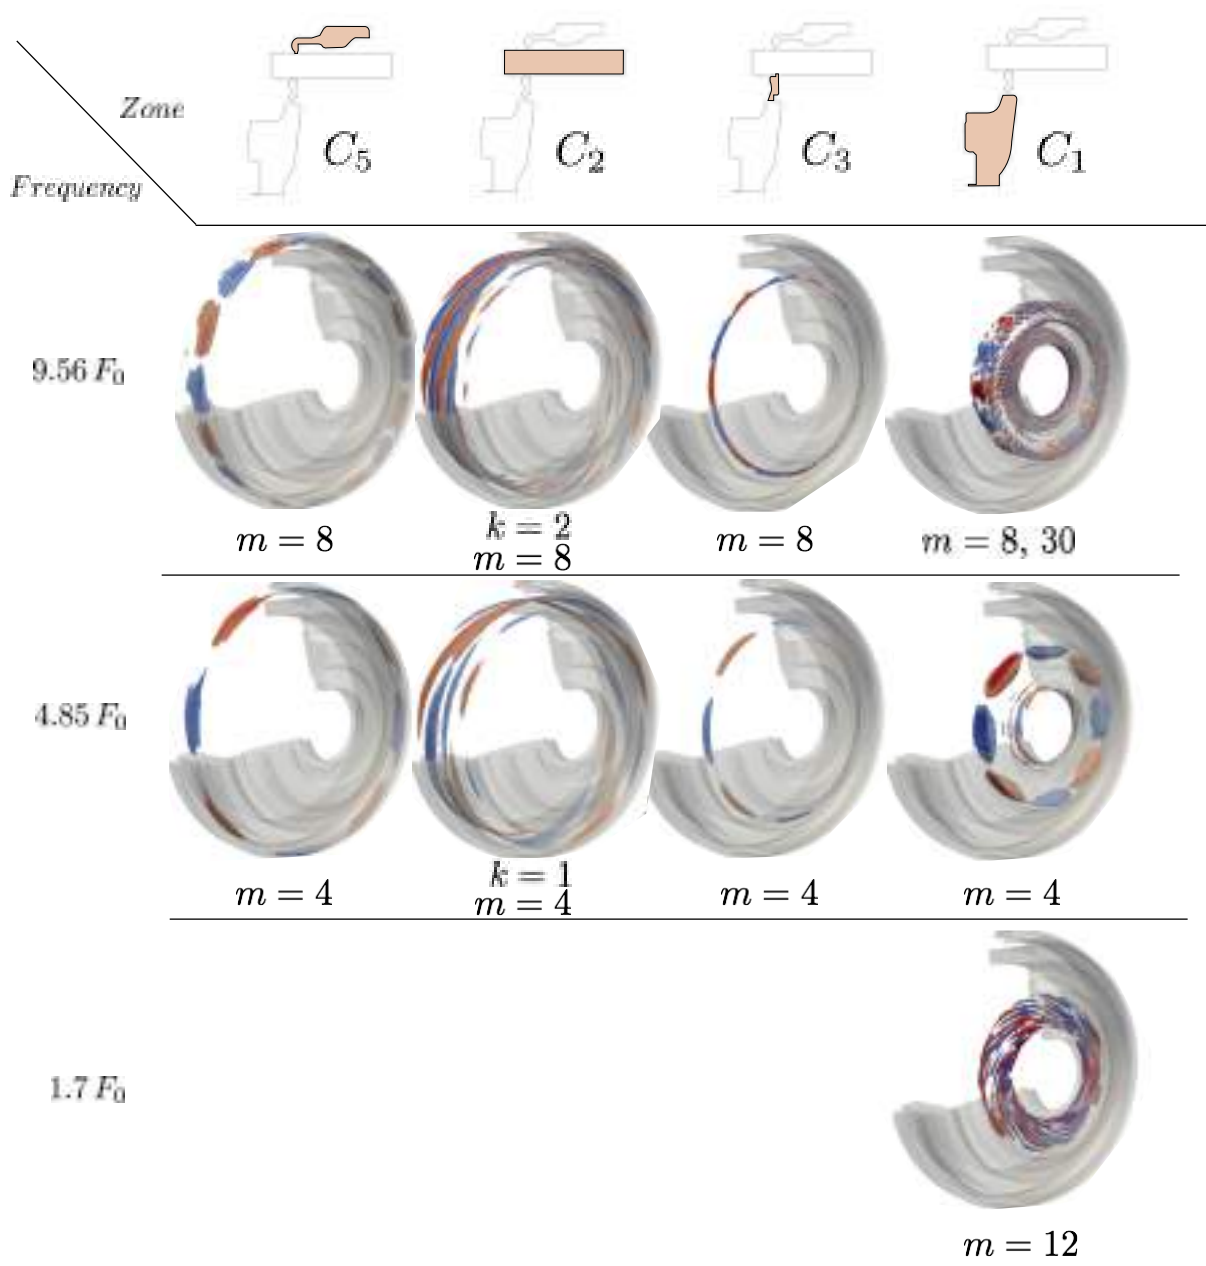 Zone
Frequency
C₅ C₂ C₃ C₁
9.56 F₀
m = 8
k = 2
m = 8
m = 8
m = 8, 30
4.85 F₀
m = 4
k = 1
m = 4
m = 4
m = 4
1.7 F₀
m = 12